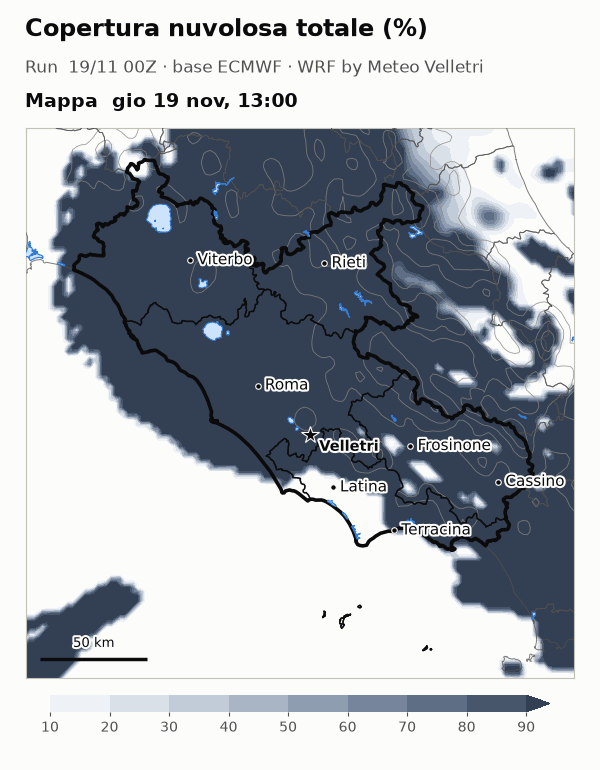 Copertura nuvolosa totale (%)
Run  19/11 00Z · base ECMWF · WRF by Meteo Velletri
Mappa  gio 19 nov, 13:00
Viterbo
Rieti
Roma
Velletri
Frosinone
Latina
Cassino
Terracina
50 km
10 20 30 40 50 60 70 80 90